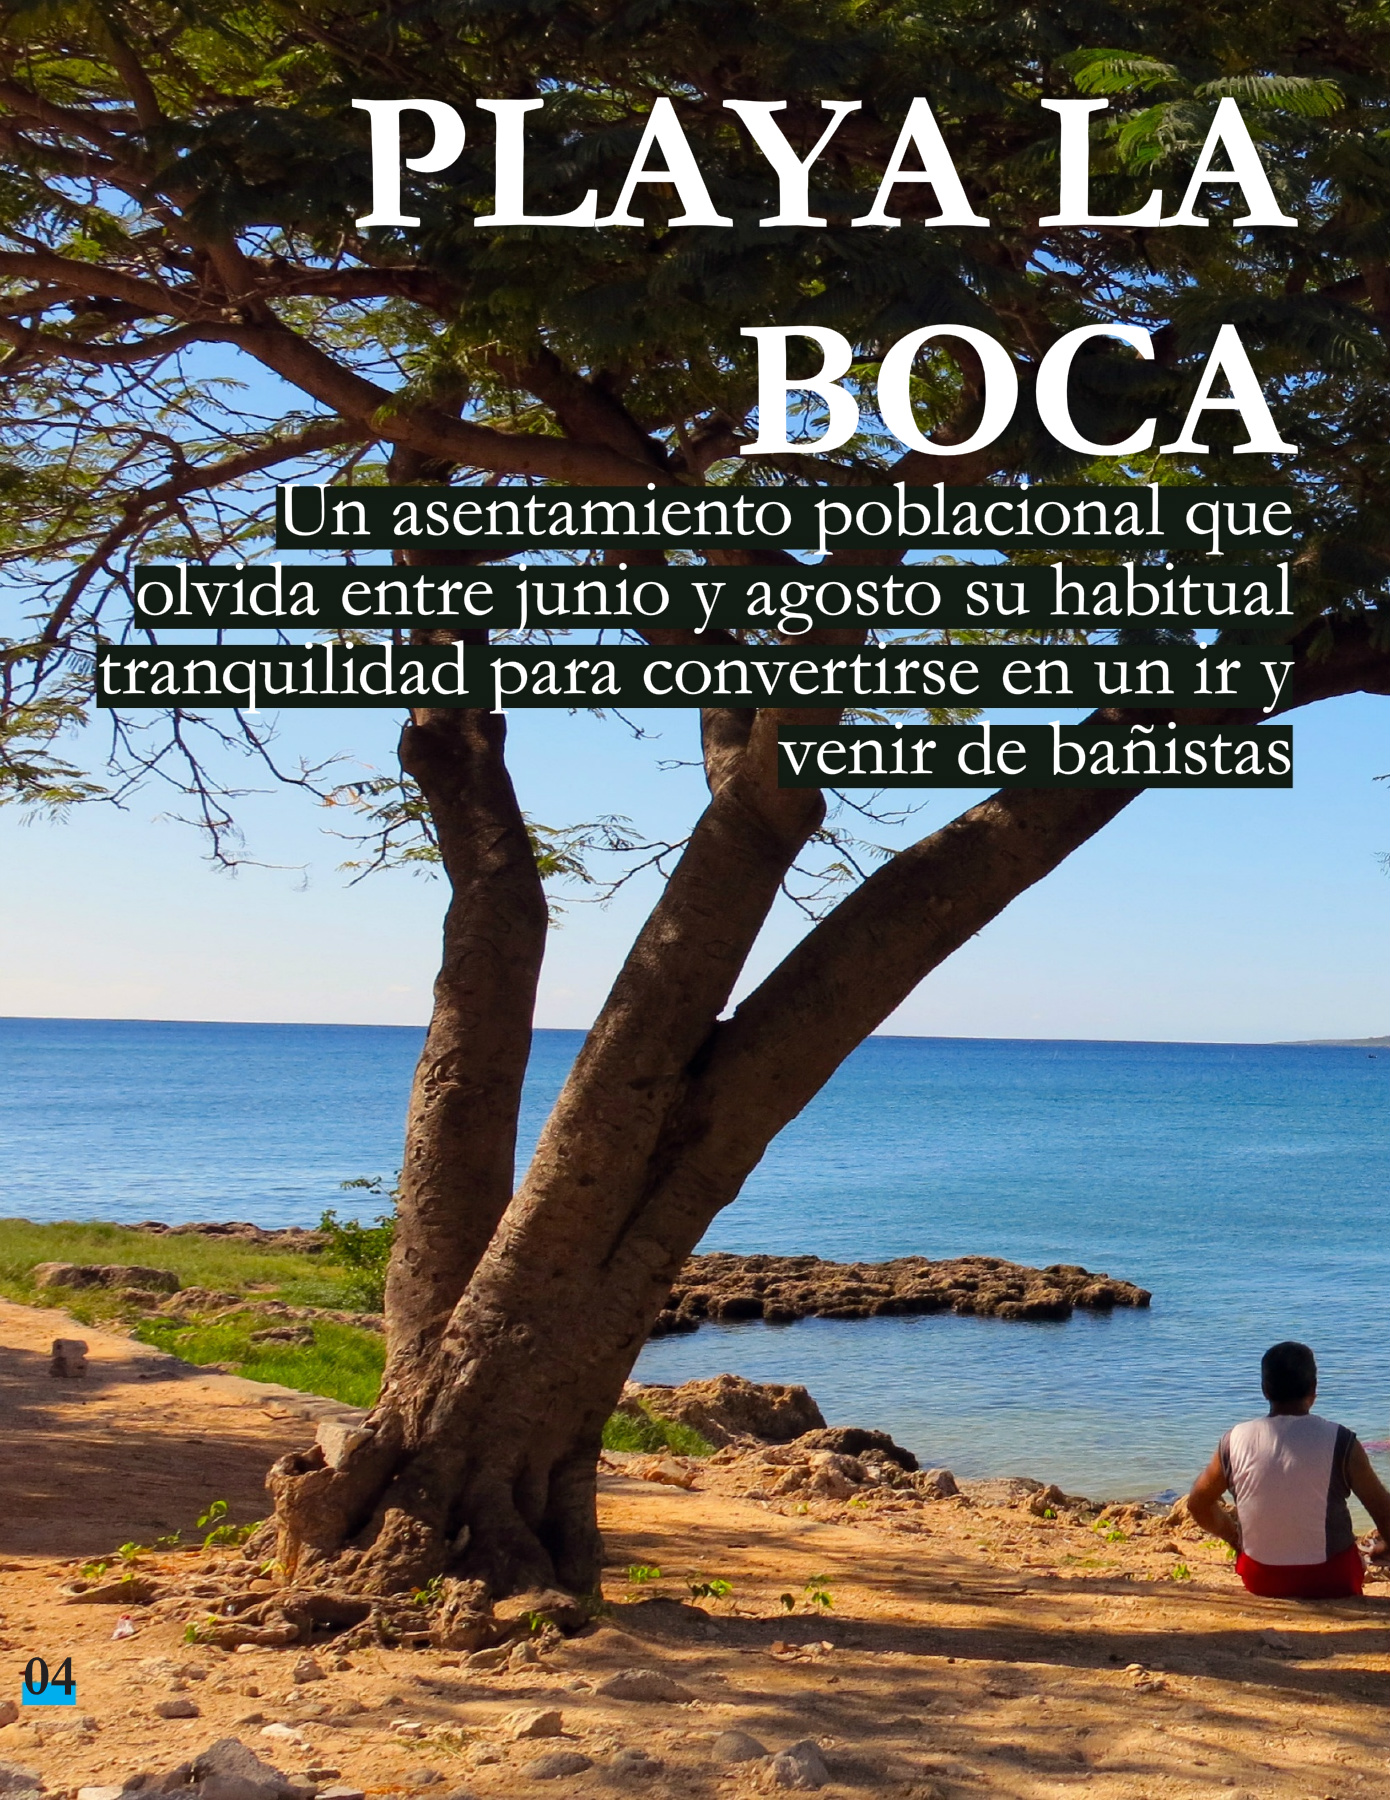 PLAYA LA
BOCA
Un asentamiento poblacional que
olvida entre junio y agosto su habitual
tranquilidad para convertirse en un ir y
venir de bañistas
04